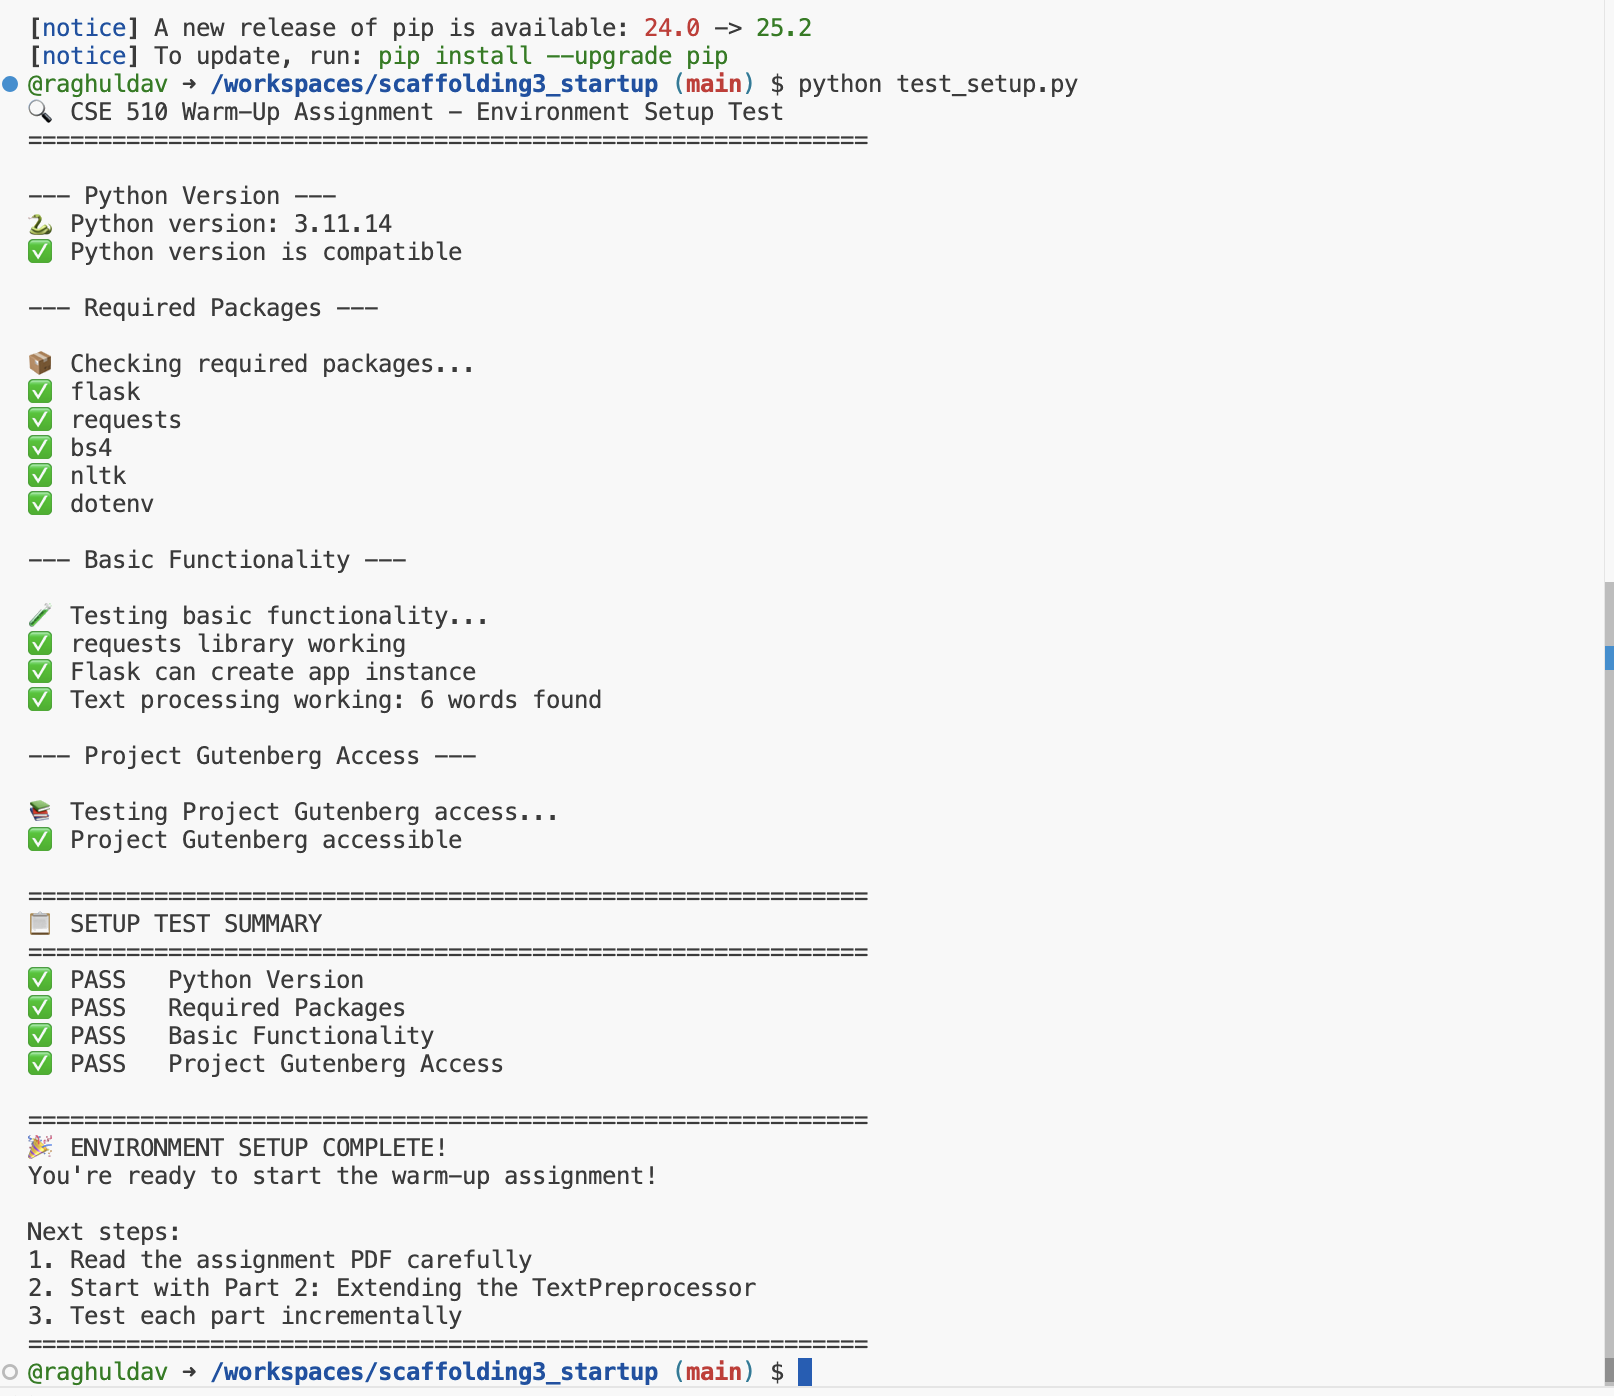 [notice] A new release of pip is available: 24.0 -> 25.2
[notice] To update, run: pip install --upgrade pip
@raghuldav ➜ /workspaces/scaffolding3_startup (main) $ python test_setup.py
🔍 CSE 510 Warm-Up Assignment - Environment Setup Test
============================================================
--- Python Version ---
🐍 Python version: 3.11.14
✅ Python version is compatible
--- Required Packages ---
📦 Checking required packages...
✅ flask
✅ requests
✅ bs4
✅ nltk
✅ dotenv
--- Basic Functionality ---
🧪 Testing basic functionality...
✅ requests library working
✅ Flask can create app instance
✅ Text processing working: 6 words found
--- Project Gutenberg Access ---
📚 Testing Project Gutenberg access...
✅ Project Gutenberg accessible
============================================================
📋 SETUP TEST SUMMARY
============================================================
✅ PASS   Python Version
✅ PASS   Required Packages
✅ PASS   Basic Functionality
✅ PASS   Project Gutenberg Access
============================================================
🎉 ENVIRONMENT SETUP COMPLETE!
You're ready to start the warm-up assignment!
Next steps:
1. Read the assignment PDF carefully
2. Start with Part 2: Extending the TextPreprocessor
3. Test each part incrementally
============================================================
@raghuldav ➜ /workspaces/scaffolding3_startup (main) $